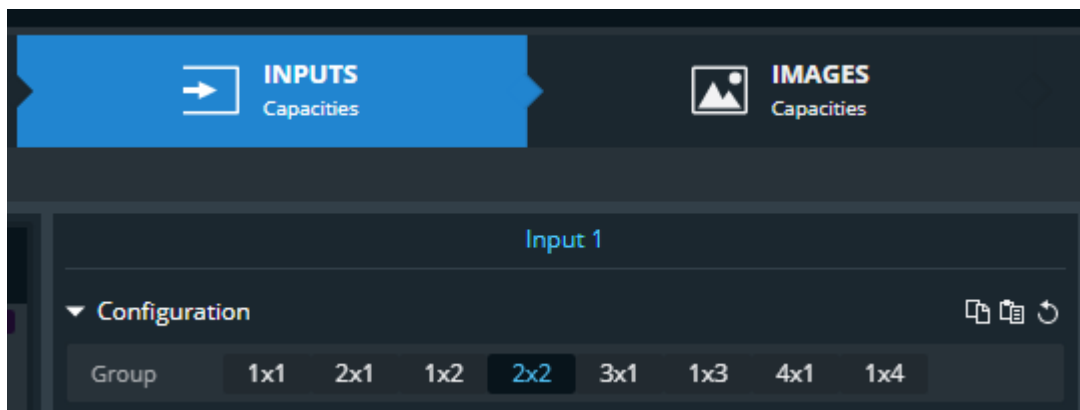 INPUTS
Capacities
IMAGES
Capacities
Input 1
Configuration
Group 1x1 2x1 1x2 2x2 3x1 1x3 4x1 1x4